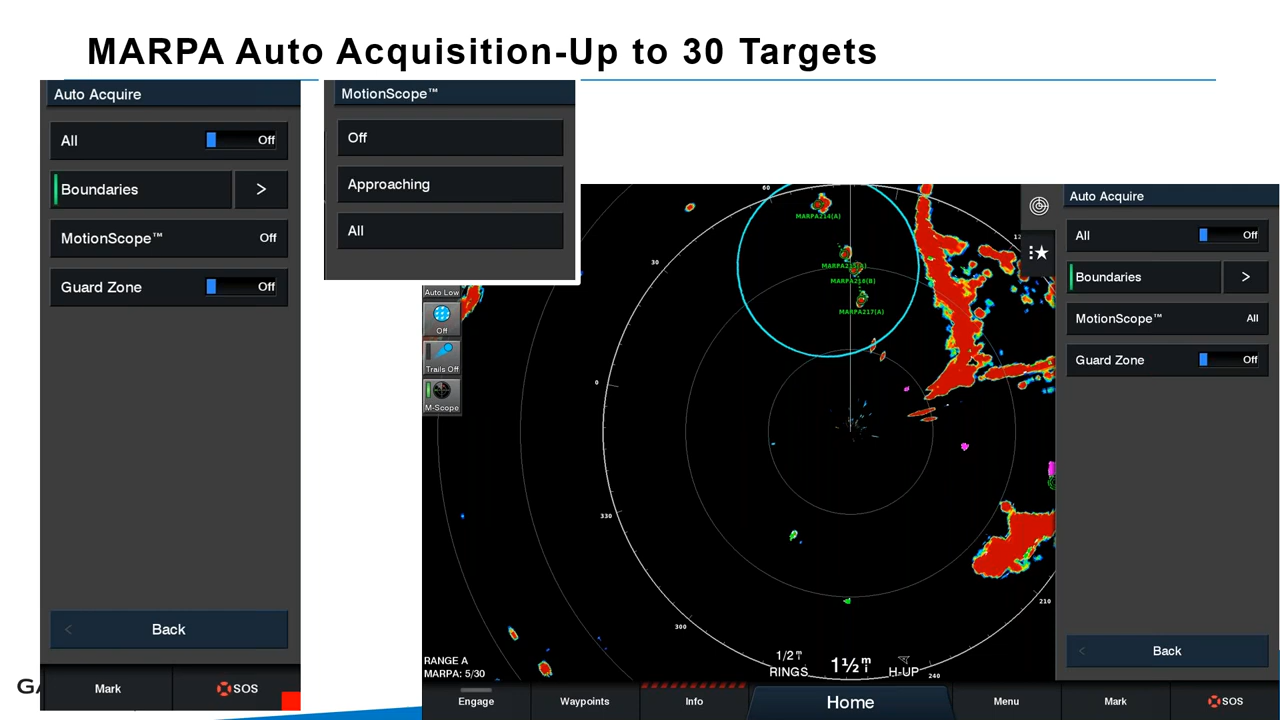 MARPA Auto Acquisition-Up to 30 Targets
Auto Acquire
All
Off
Boundaries
>
MotionScope™
Off
Guard Zone
Off
< Back
Mark
SOS
MotionScope™
Off
Approaching
All
Auto Low
Off
Trails Off
M-Scope
60
30
0
330
300
240
210
MARPA214(A)
MARPA216(B)
MARPA217(A)
RANGE A
MARPA: 5/30
1/2
RINGS
1½
H-UP
Auto Acquire
All
Off
Boundaries
>
MotionScope™
All
Guard Zone
Off
< Back
Engage
Waypoints
Info
Home
Menu
Mark
SOS